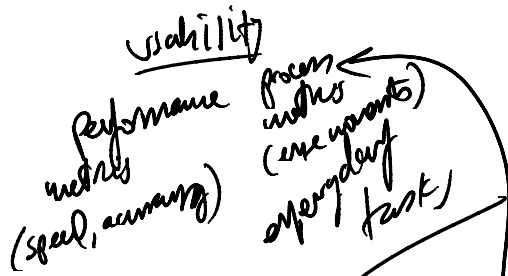 usability
performance
metrics
(speed, accuracy)
process
metrics
(eye movements)
everyday
task)